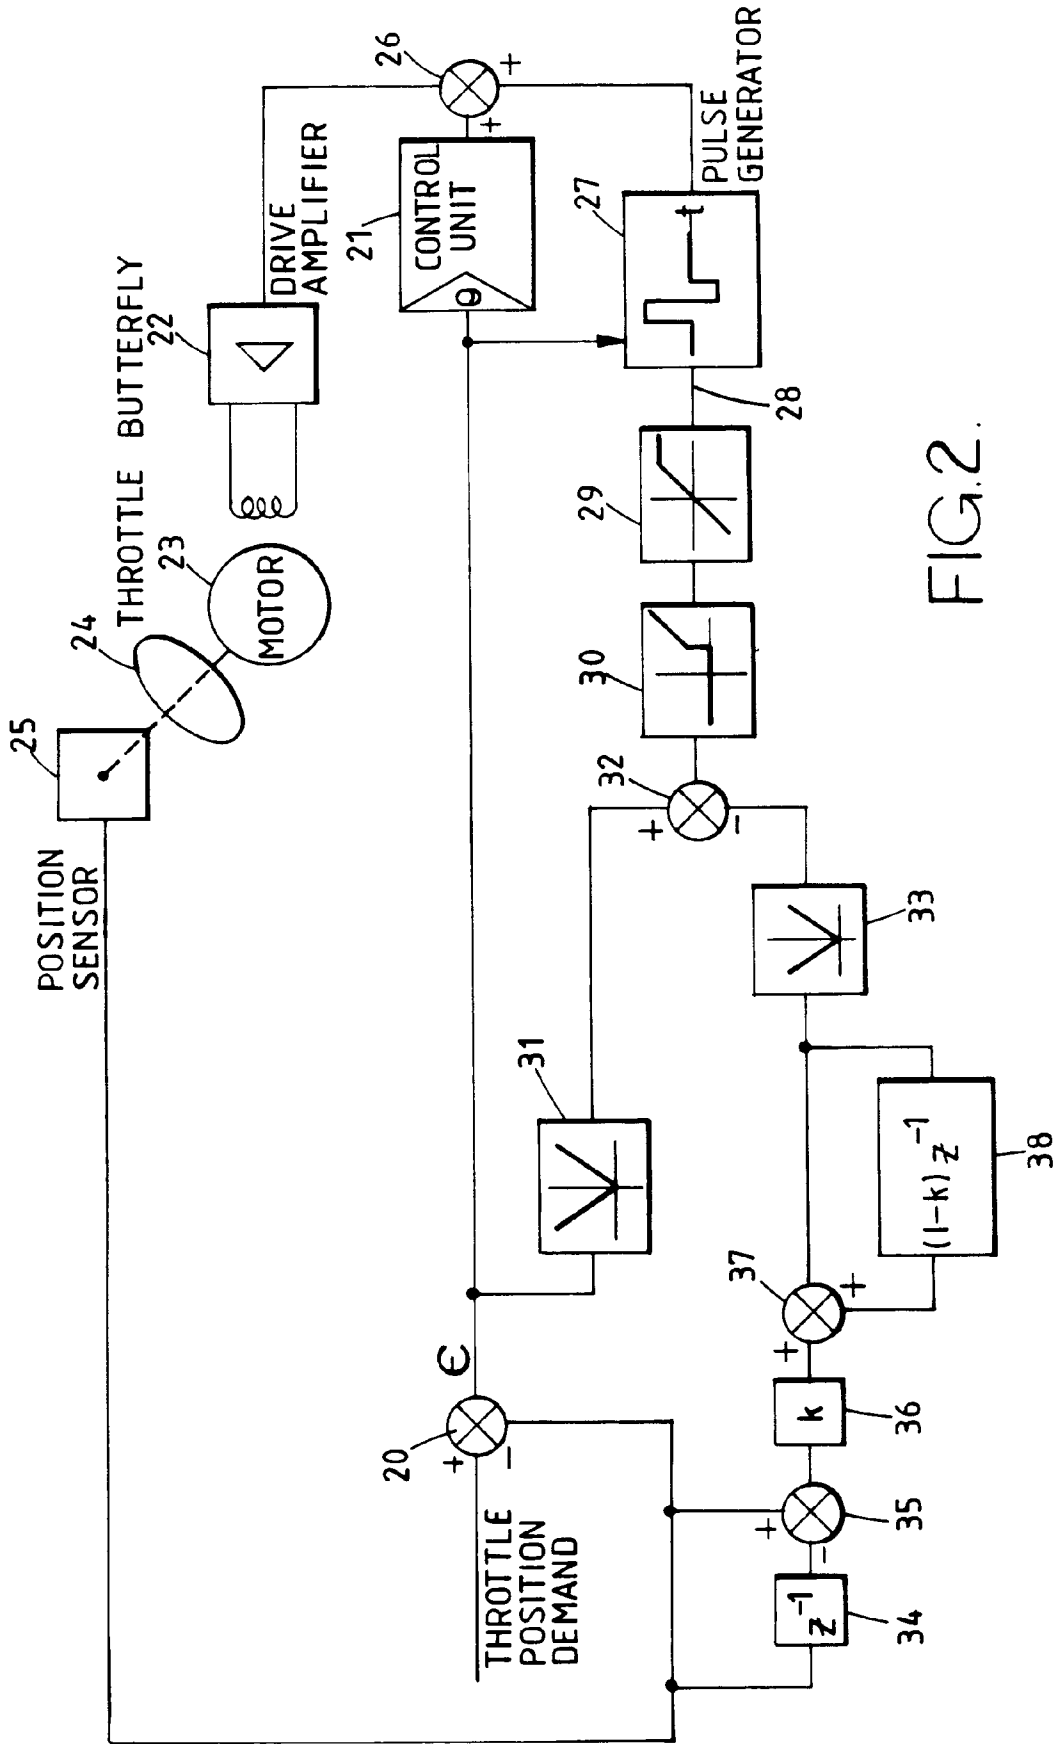 POSITION
SENSOR
25
24
THROTTLE BUTTERFLY
23
MOTOR
22
DRIVE
AMPLIFIER
26
+
+
21
CONTROL
UNIT
θ
THROTTLE
POSITION
DEMAND
20
+
−
ϵ
31
32
+
−
30
29
28
27
t
PULSE
GENERATOR
33
34
z⁻¹
35
+
−
36
k
37
+
+
38
(1−k) z⁻¹
FIG.2.